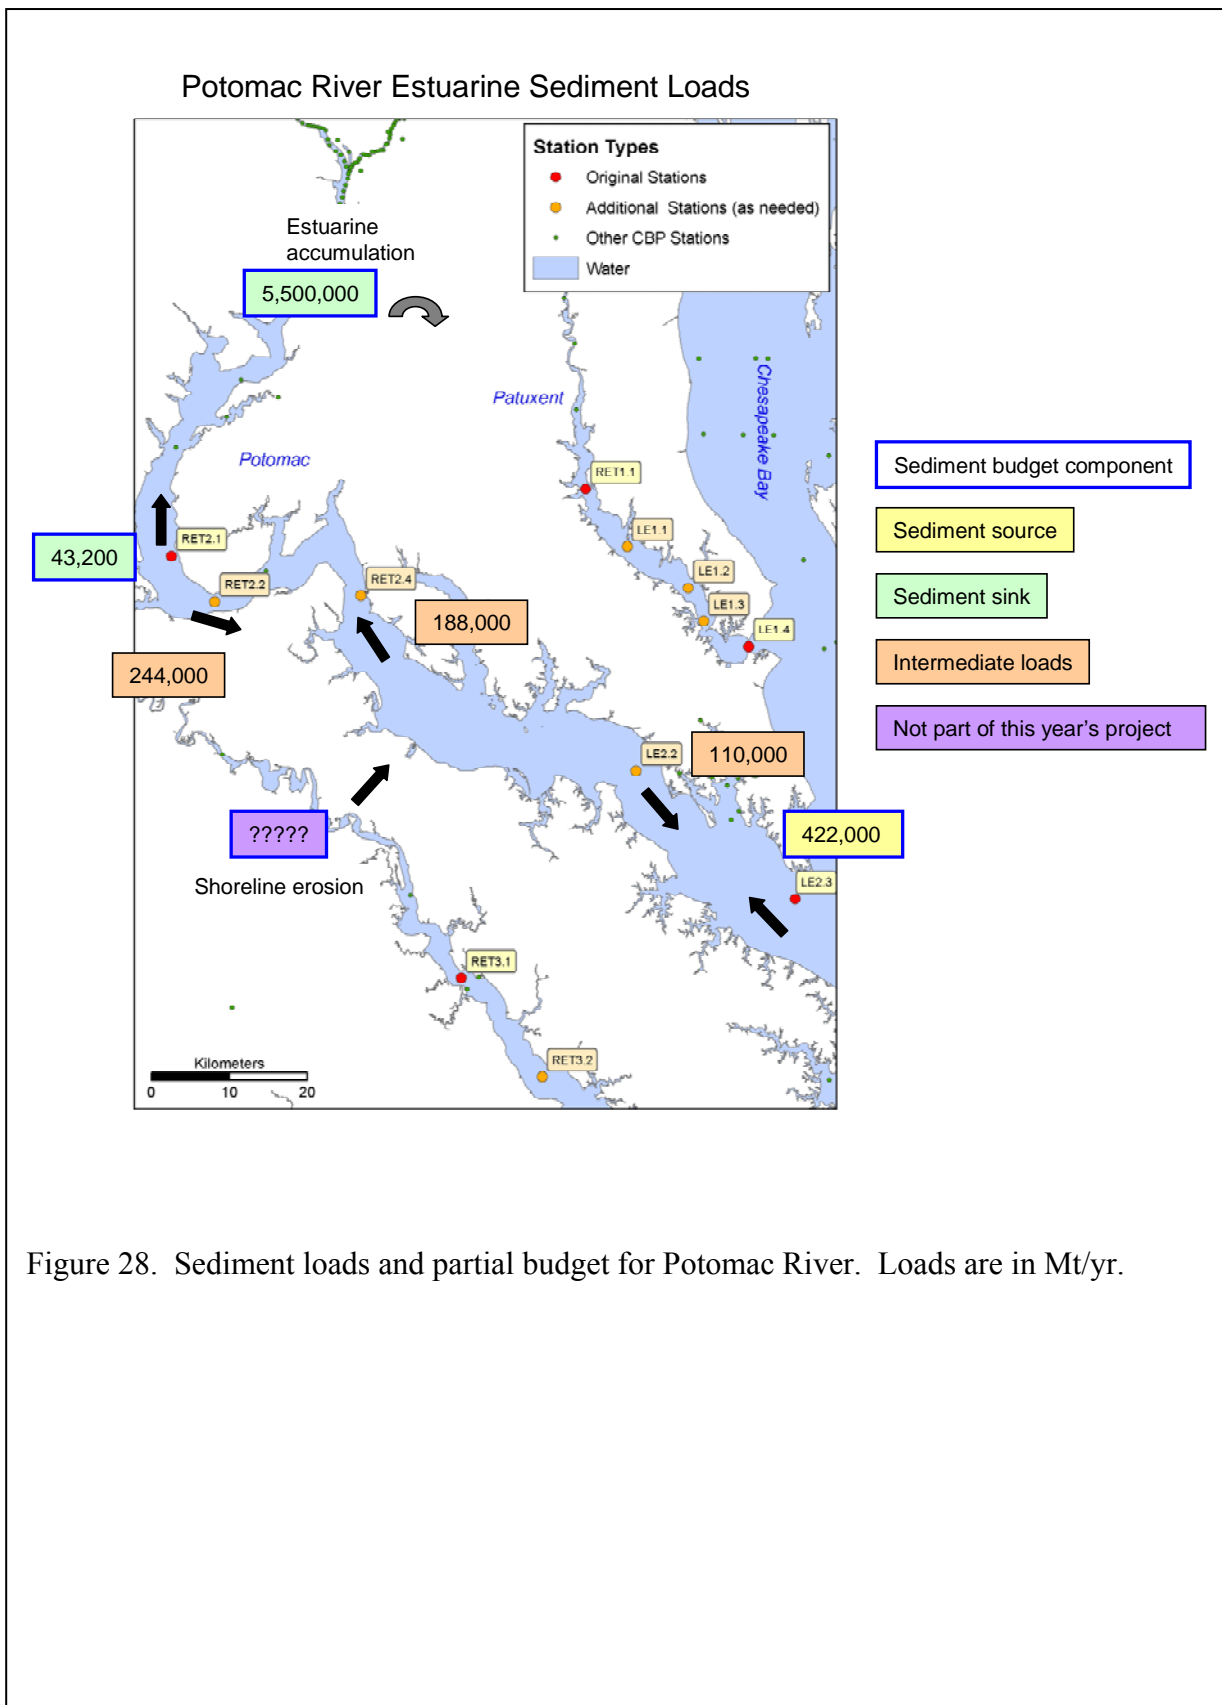 Potomac River Estuarine Sediment Loads
Station Types
Original Stations
Additional Stations (as needed)
Other CBP Stations
Water
Estuarine
accumulation
5,500,000
Patuxent
Chesapeake Bay
Potomac
Sediment budget component
RET1.1
Sediment source
LE1.1
RET2.1
43,200
RET2.2
RET2.4
LE1.2
Sediment sink
LE1.3
188,000
LE1.4
Intermediate loads
244,000
Not part of this year's project
LE2.2
110,000
?????
422,000
Shoreline erosion
LE2.3
RET3.1
RET3.2
Kilometers
0 10 20
Figure 28. Sediment loads and partial budget for Potomac River. Loads are in Mt/yr.